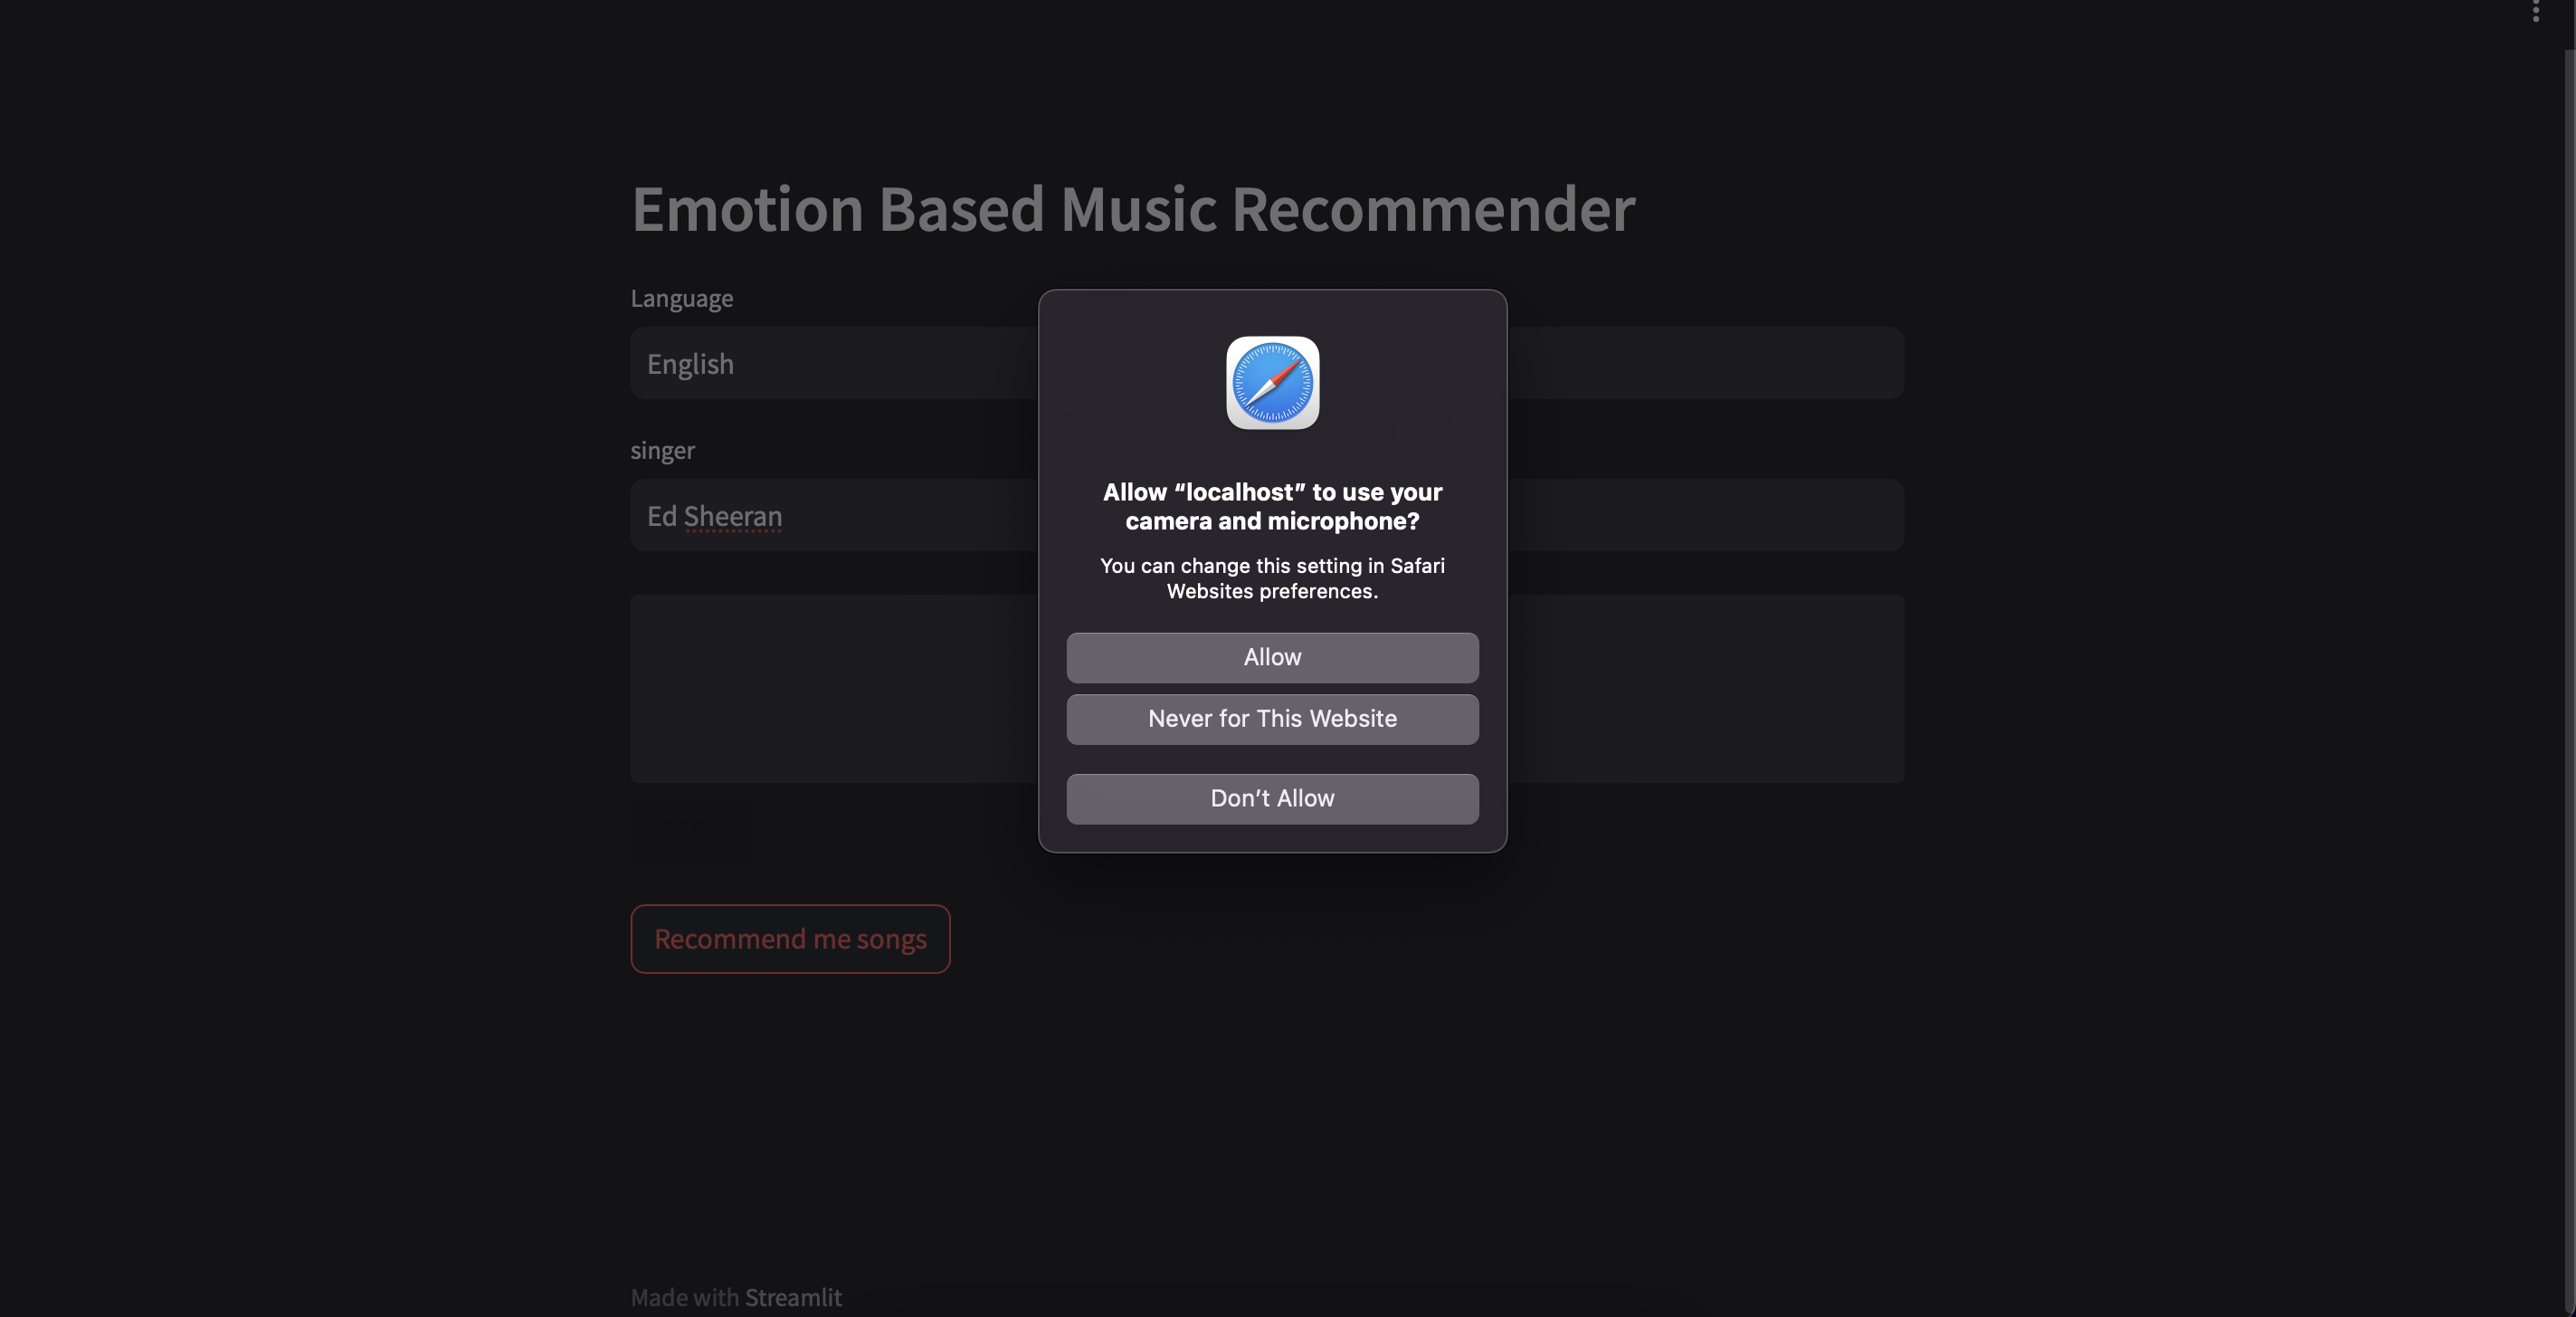 Emotion Based Music Recommender
Language
English
singer
Ed Sheeran
Allow “localhost” to use your
camera and microphone?
You can change this setting in Safari
Websites preferences.
Allow
Never for This Website
Don’t Allow
Recommend me songs
Made with Streamlit